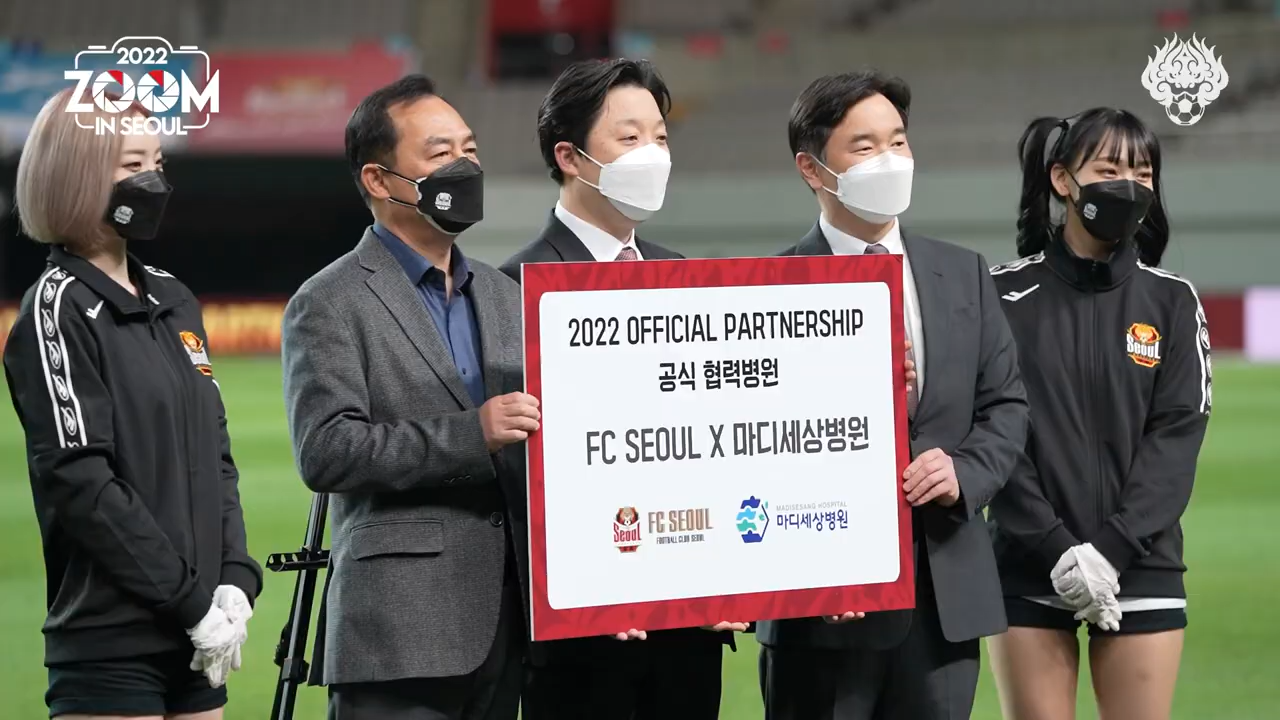 2022
ZOOM
IN SEOUL
2022 OFFICIAL PARTNERSHIP
공식 협력병원
FC SEOUL X 마디세상병원
SEOUL
FC SEOUL
FOOTBALL CLUB SEOUL
MADISESANG HOSPITAL
마디세상병원
SEOUL